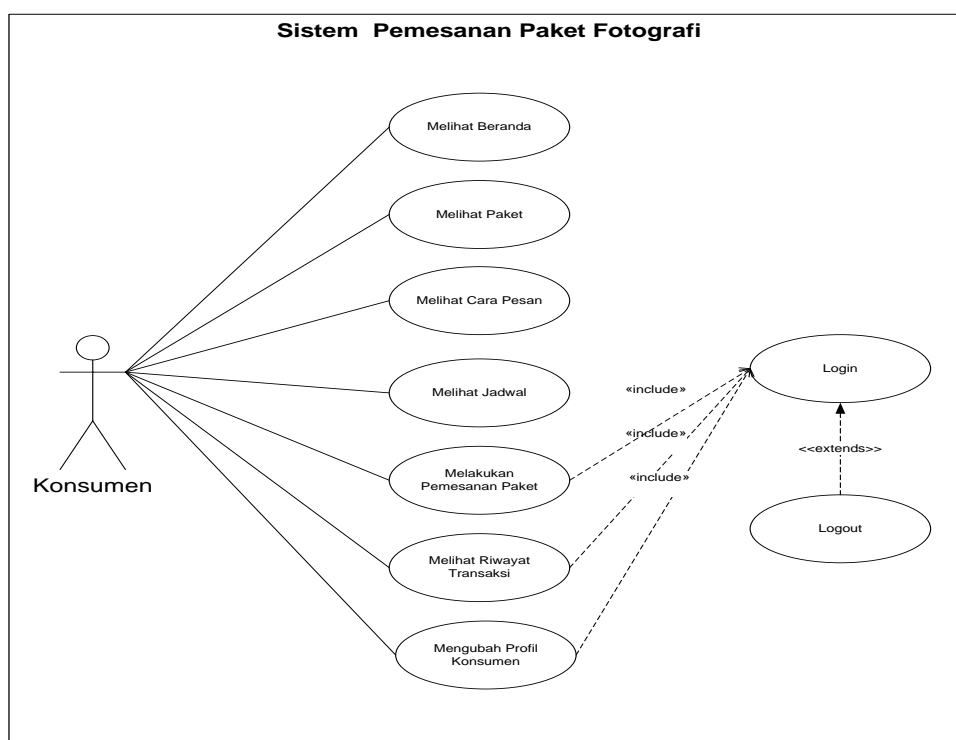 Sistem  Pemesanan Paket Fotografi
Melihat Beranda
Melihat Paket
Melihat Cara Pesan
Melihat Jadwal
Melakukan
Pemesanan Paket
Melihat Riwayat
Transaksi
Mengubah Profil
Konsumen
Konsumen
«include»
«include»
«include»
Login
<<extends>>
Logout